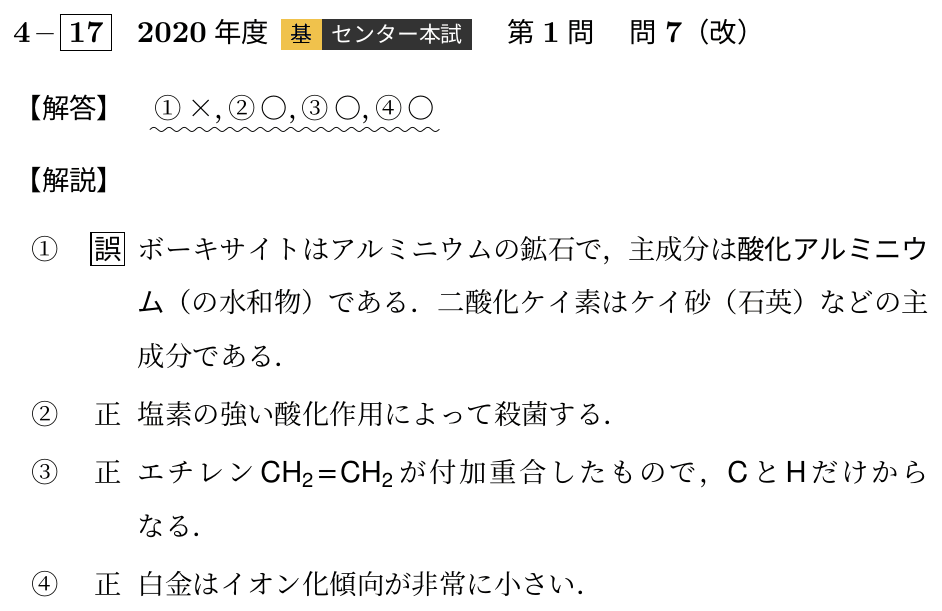 4–17 2020 年度 基 センター本試 第 1 問 問 7（改）
【解答】 ① ×, ② ○, ③ ○, ④ ○
【解説】
① 誤 ボーキサイトはアルミニウムの鉱石で，主成分は酸化アルミニウ
ム（の水和物）である．二酸化ケイ素はケイ砂（石英）などの主
成分である．
② 正 塩素の強い酸化作用によって殺菌する．
③ 正 エチレン CH₂=CH₂ が付加重合したもので，C と H だけから
なる．
④ 正 白金はイオン化傾向が非常に小さい．